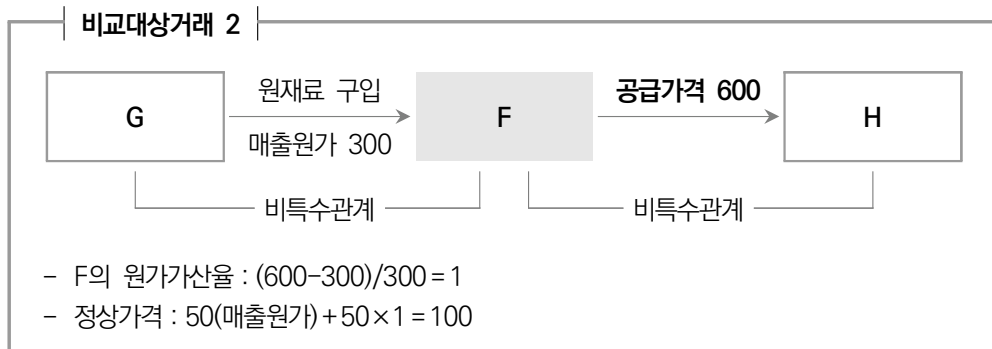 비교대상거래 2
G
원재료 구입
매출원가 300
F
공급가격 600
H
비특수관계
비특수관계
- F의 원가가산율 : (600-300)/300 = 1
- 정상가격 : 50(매출원가) + 50×1 = 100